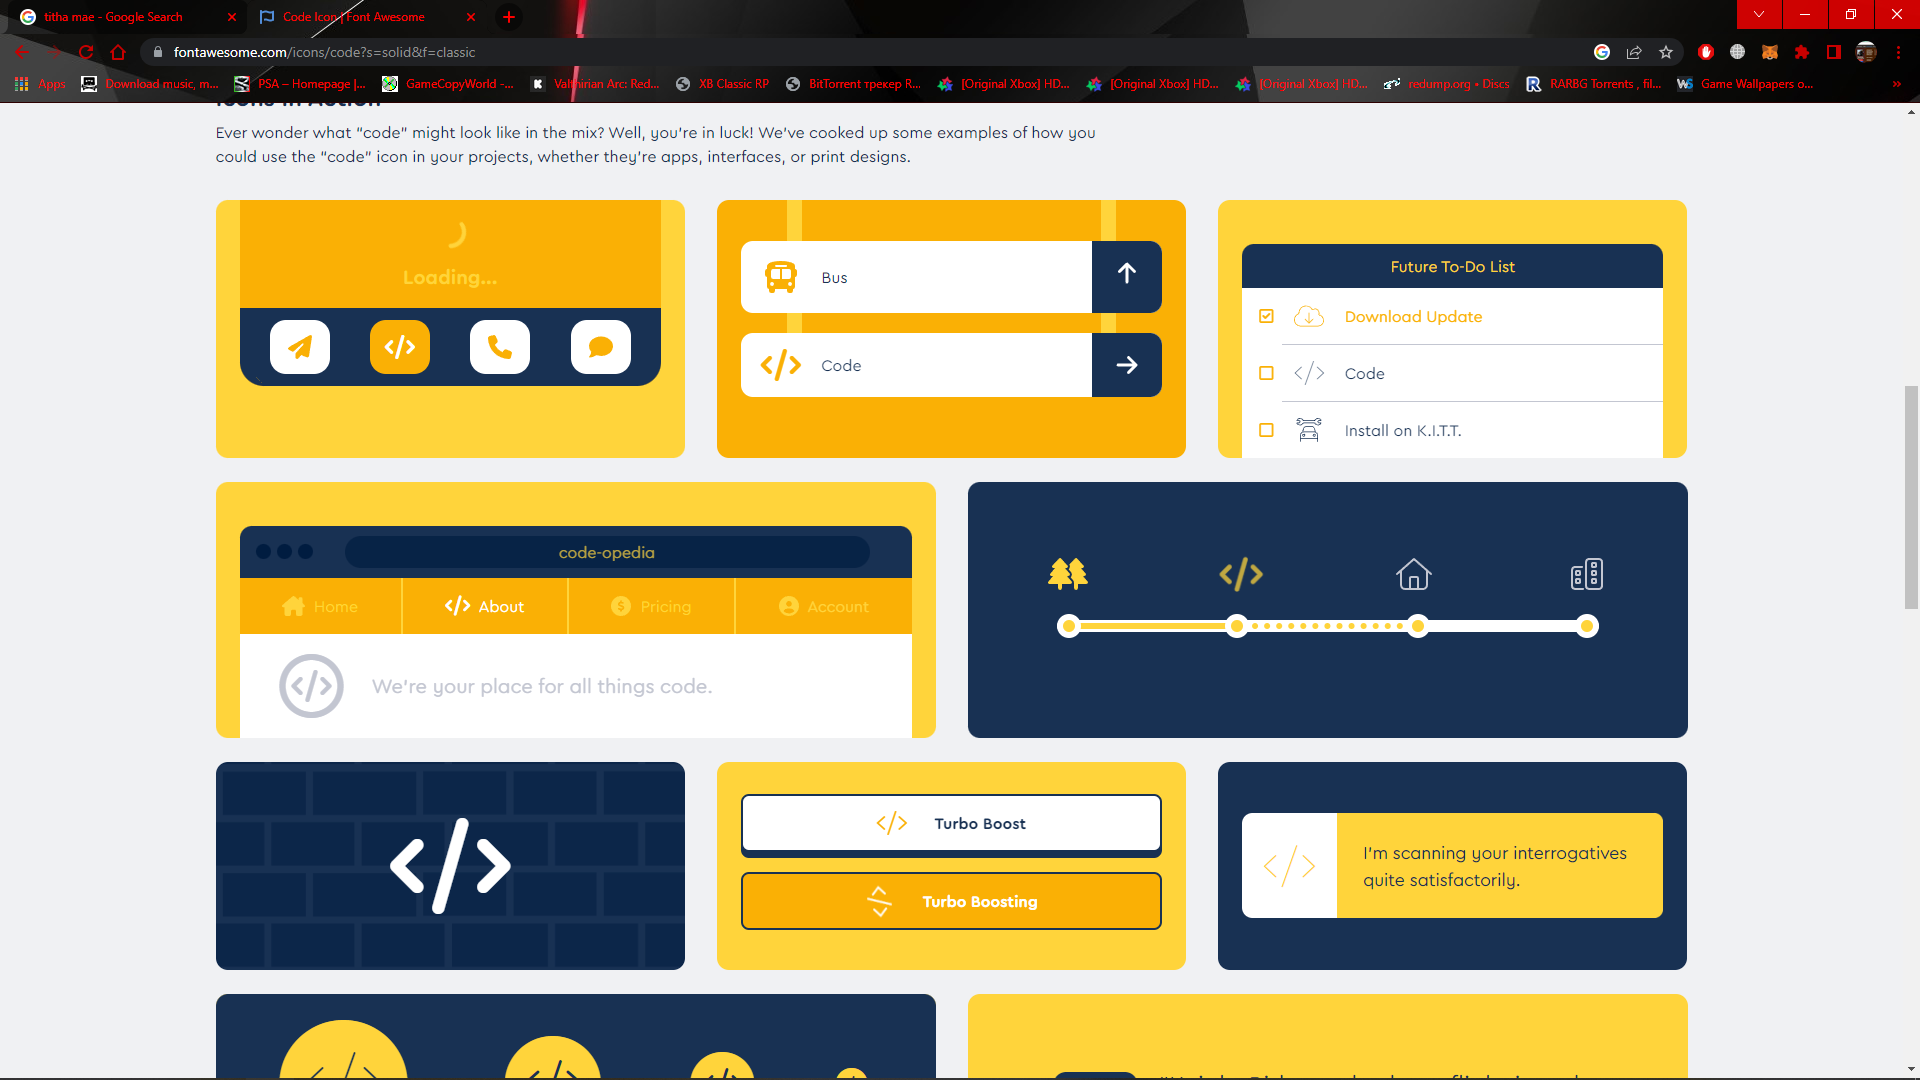 titha mae - Google Search
Code Icon | Font Awesome
fontawesome.com/icons/code?s=solid&f=classic
Apps
Download music, m...
PSA – Homepage |...
GameCopyWorld -...
Valthirian Arc: Red...
XB Classic RP
BitTorrent трекер R...
[Original Xbox] HD...
[Original Xbox] HD...
[Original Xbox] HD...
redump.org • Discs
RARBG Torrents , fil...
Game Wallpapers o...
Icons in Action
Ever wonder what “code” might look like in the mix? Well, you’re in luck! We’ve cooked up some examples of how you
could use the “code” icon in your projects, whether they’re apps, interfaces, or print designs.
Loading...
Bus
Code
Future To-Do List
Download Update
Code
Install on K.I.T.T.
code-opedia
Home
About
Pricing
Account
We’re your place for all things code.
Turbo Boost
Turbo Boosting
I’m scanning your interrogatives
quite satisfactorily.